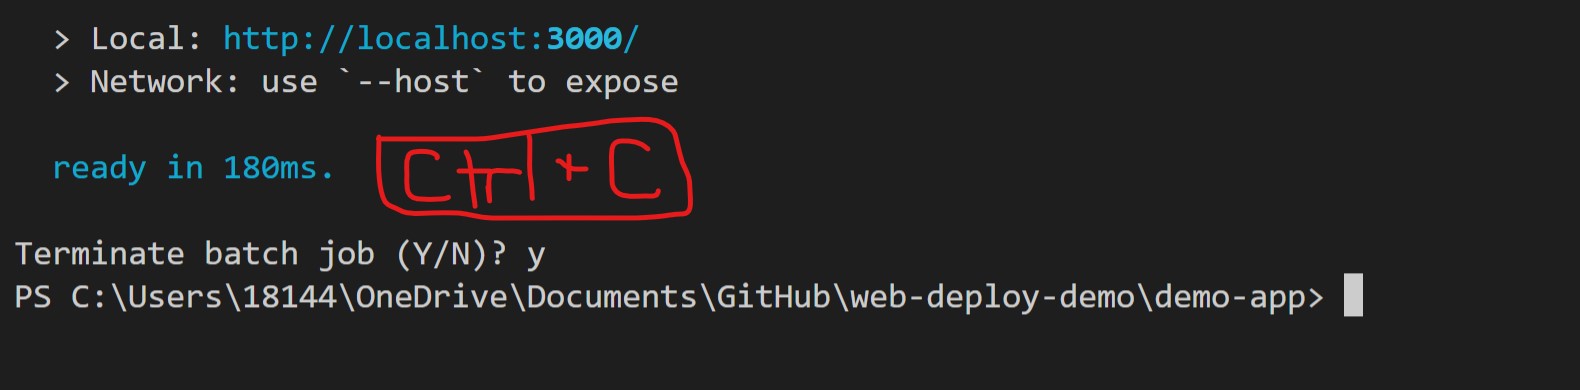 > Local: http://localhost:3000/
> Network: use `--host` to expose
ready in 180ms.
Ctrl + C
Terminate batch job (Y/N)? y
PS C:\Users\18144\OneDrive\Documents\GitHub\web-deploy-demo\demo-app>